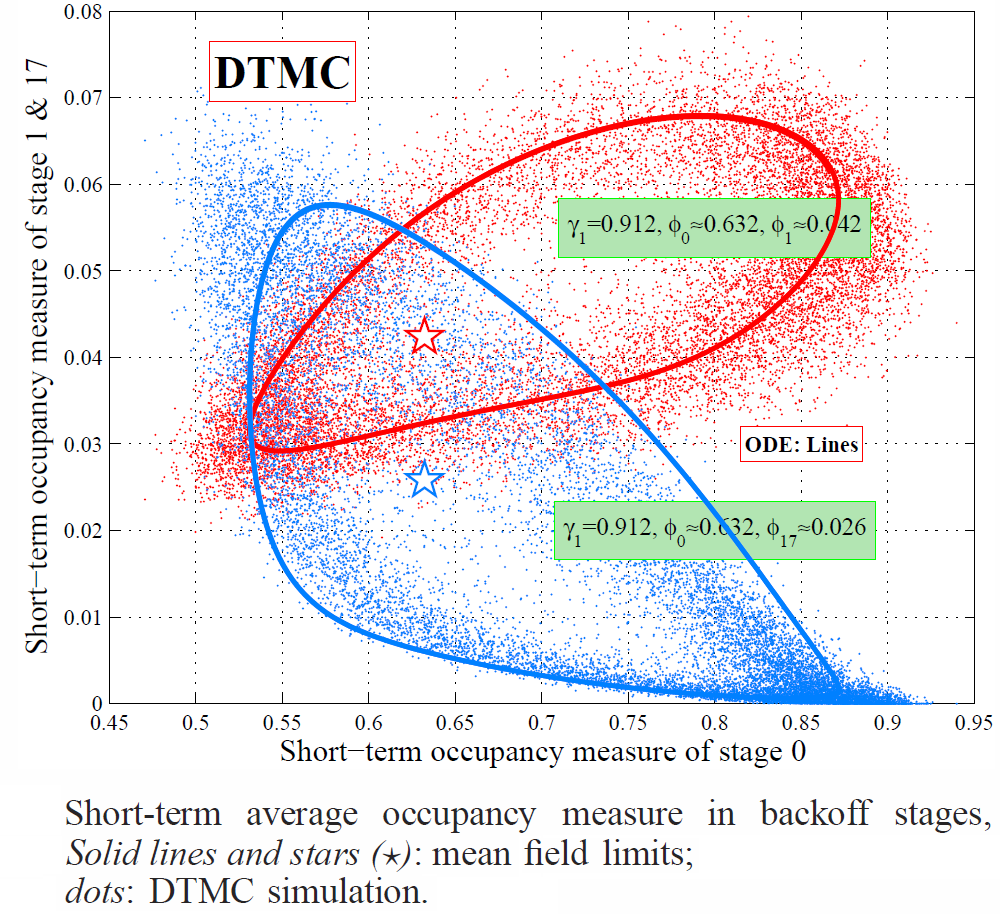 0.08
DTMC
0.07
0.06
γ1=0.912, ϕ0≈0.632, ϕ1≈0.042
0.05
0.04
0.03
ODE: Lines
0.02
γ1=0.912, ϕ0≈0.632, ϕ17≈0.026
0.01
0
Short−term occupancy measure of stage 1 & 17
0.45 0.5 0.55 0.6 0.65 0.7 0.75 0.8 0.85 0.9 0.95
Short−term occupancy measure of stage 0
Short-term average occupancy measure in backoff stages,
Solid lines and stars (⋆): mean field limits;
dots: DTMC simulation.